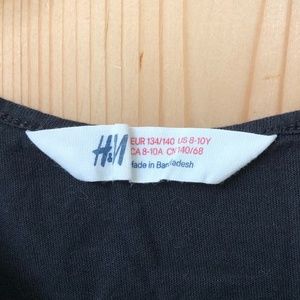 H&M
EUR 134/140 US 8-10Y
CA 8-10A CN 140/68
Made in Bangladesh